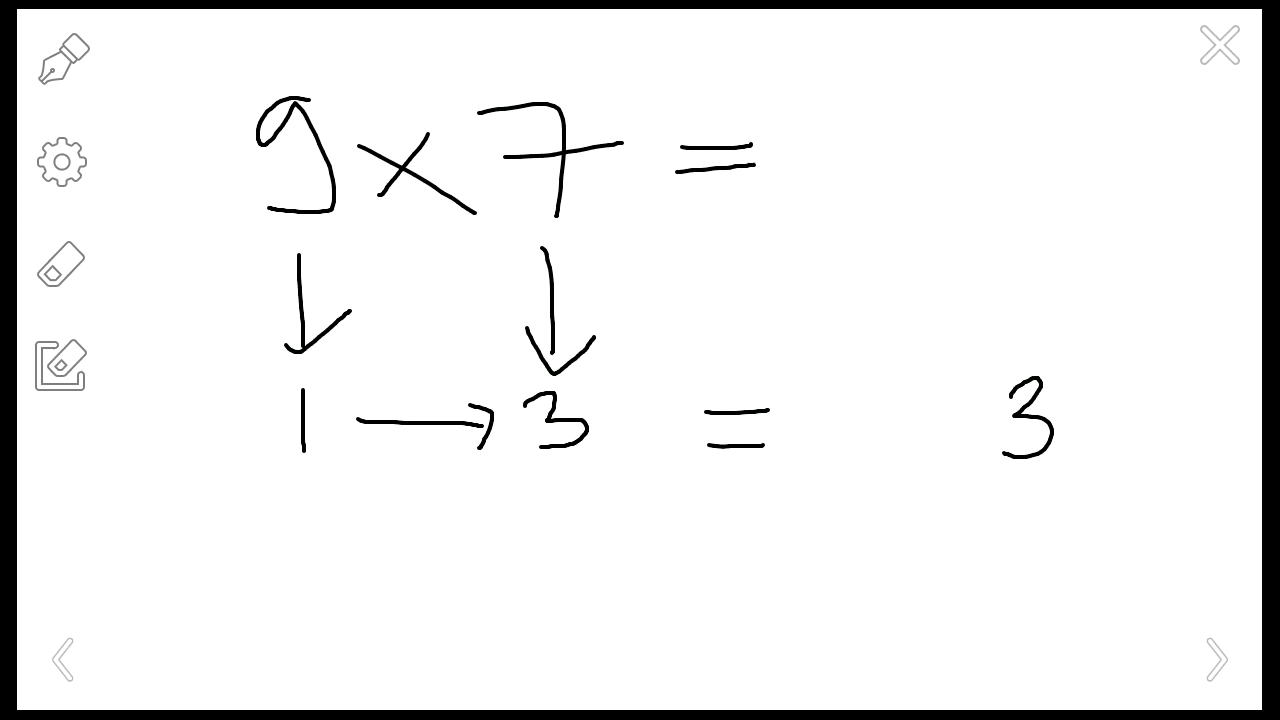 9 × 7 =
↓ ↓
1 → 3 = 3